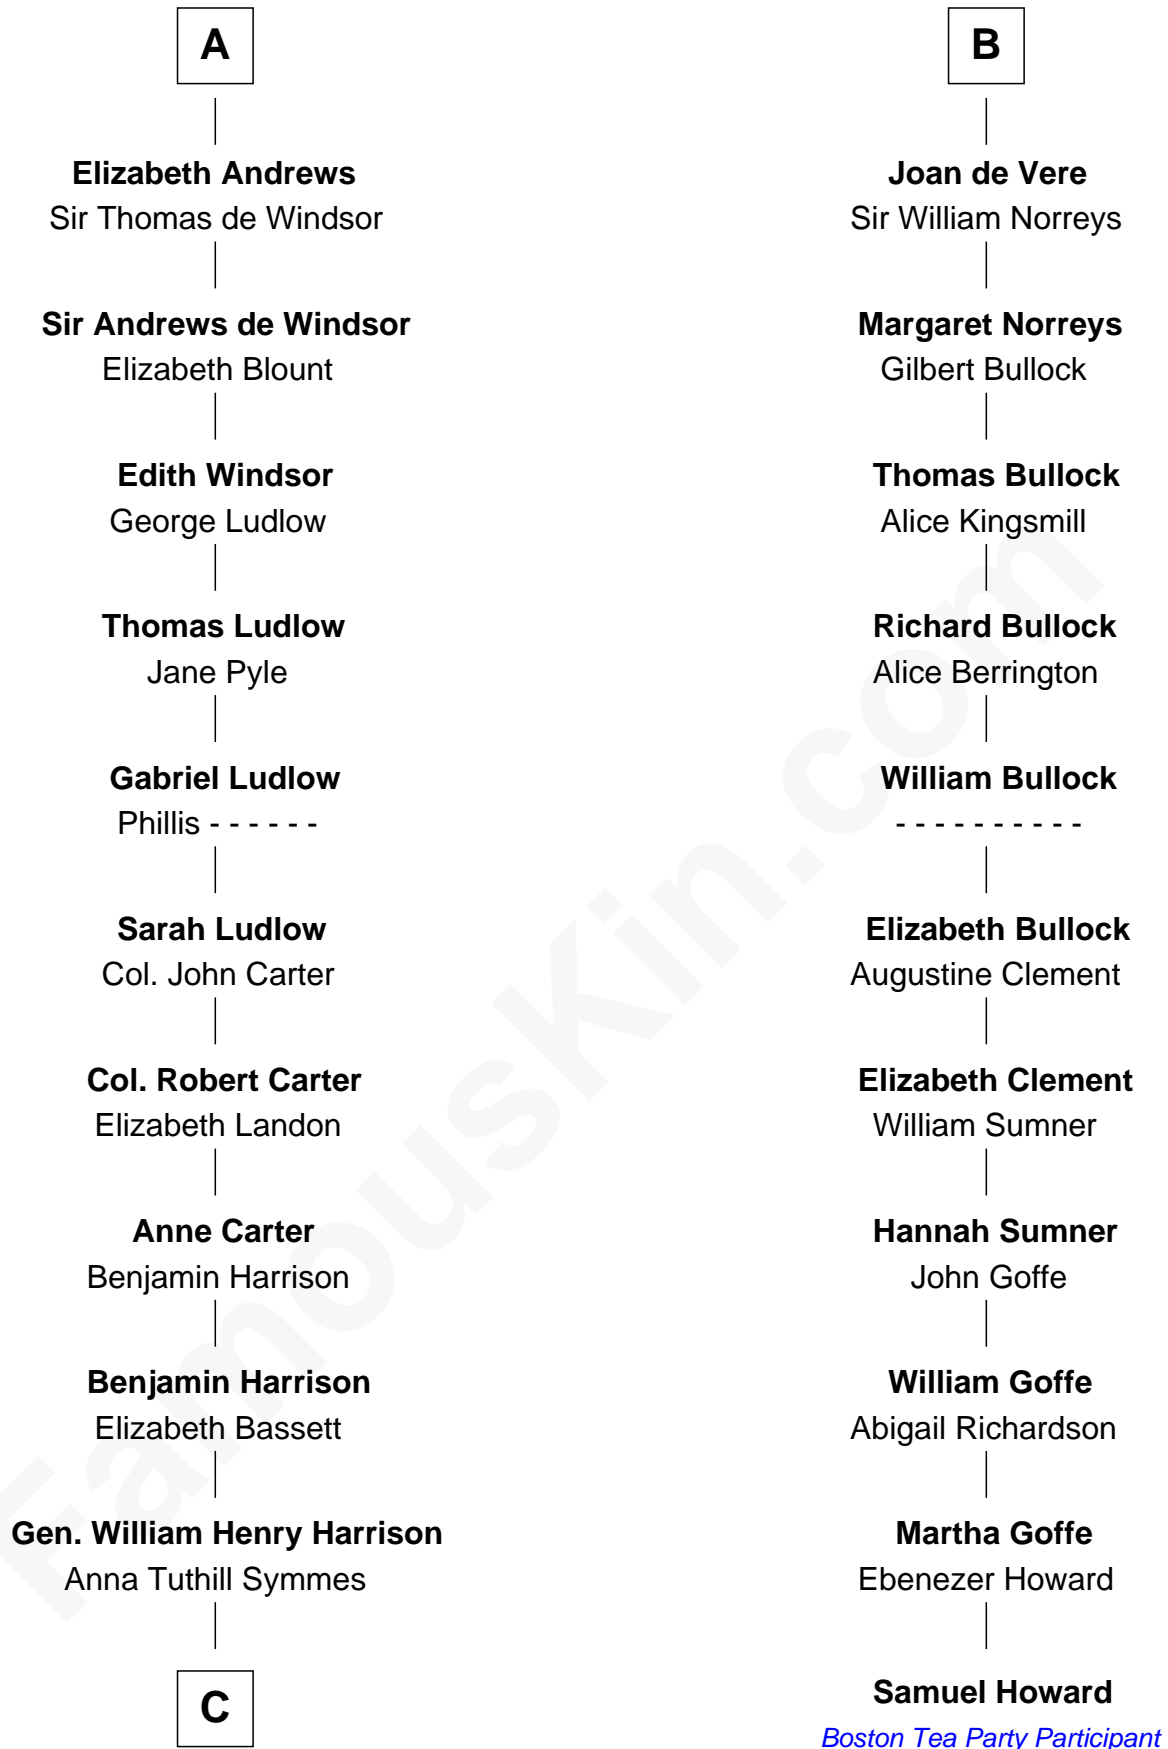 A
Elizabeth Andrews
Sir Thomas de Windsor
Sir Andrews de Windsor
Elizabeth Blount
Edith Windsor
George Ludlow
Thomas Ludlow
Jane Pyle
Gabriel Ludlow
Phillis - - - - - -
Sarah Ludlow
Col. John Carter
Col. Robert Carter
Elizabeth Landon
Anne Carter
Benjamin Harrison
Benjamin Harrison
Elizabeth Bassett
Gen. William Henry Harrison
Anna Tuthill Symmes
C
B
Joan de Vere
Sir William Norreys
Margaret Norreys
Gilbert Bullock
Thomas Bullock
Alice Kingsmill
Richard Bullock
Alice Berrington
William Bullock
- - - - - - - - - -
Elizabeth Bullock
Augustine Clement
Elizabeth Clement
William Sumner
Hannah Sumner
John Goffe
William Goffe
Abigail Richardson
Martha Goffe
Ebenezer Howard
Samuel Howard
Boston Tea Party Participant
FamousKin.com